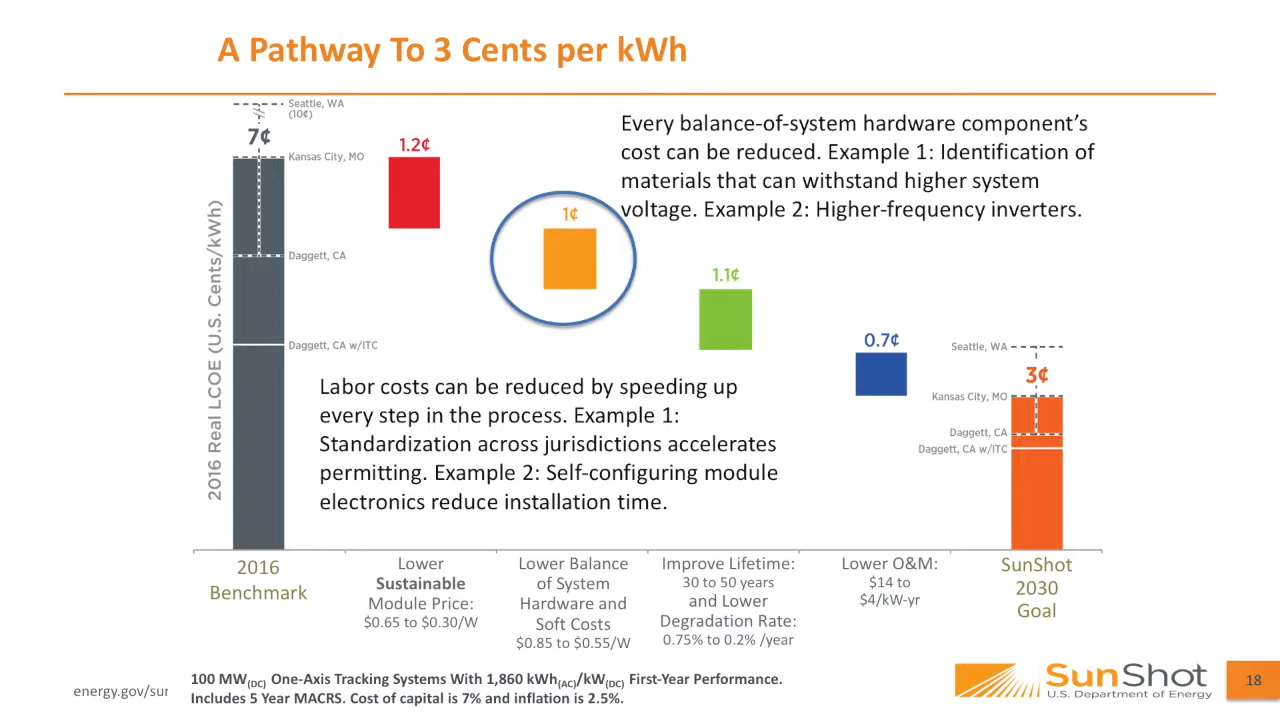 A Pathway To 3 Cents per kWh
Seattle, WA
(10¢)
7¢
Kansas City, MO
Daggett, CA
Daggett, CA w/ITC
2016 Real LCOE (U.S. Cents/kWh)
1.2¢
1¢
1.1¢
0.7¢
Every balance-of-system hardware component's
cost can be reduced. Example 1: Identification of
materials that can withstand higher system
voltage. Example 2: Higher-frequency inverters.
Labor costs can be reduced by speeding up
every step in the process. Example 1:
Standardization across jurisdictions accelerates
permitting. Example 2: Self-configuring module
electronics reduce installation time.
Seattle, WA
3¢
Kansas City, MO
Daggett, CA
Daggett, CA w/ITC
2016
Benchmark
Lower
Sustainable
Module Price:
$0.65 to $0.30/W
Lower Balance
of System
Hardware and
Soft Costs
$0.85 to $0.55/W
Improve Lifetime:
30 to 50 years
and Lower
Degradation Rate:
0.75% to 0.2% /year
Lower O&M:
$14 to
$4/kW-yr
SunShot
2030
Goal
energy.gov/sur
100 MW(DC) One-Axis Tracking Systems With 1,860 kWh(AC)/kW(DC) First-Year Performance.
Includes 5 Year MACRS. Cost of capital is 7% and inflation is 2.5%.
SunShot
U.S. Department of Energy
18